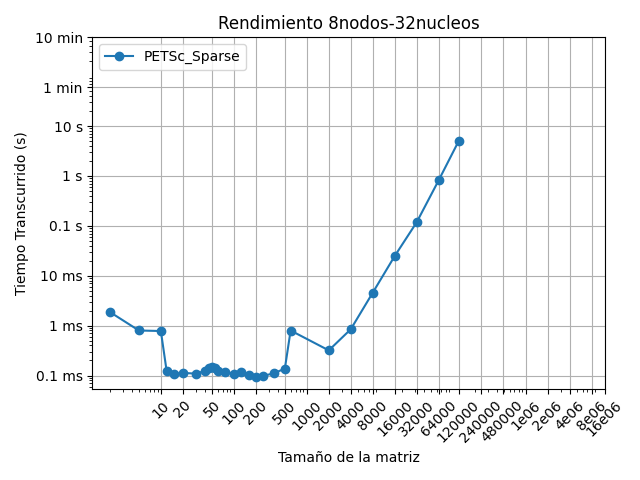 Rendimiento 8nodos-32nucleos
PETSc_Sparse
Tiempo Transcurrido (s)
10 min
1 min
10 s
1 s
0.1 s
10 ms
1 ms
0.1 ms
10
20
50
100
200
500
1000
2000
4000
8000
16000
32000
64000
120000
240000
480000
1e06
2e06
4e06
8e06
16e06
Tamaño de la matriz